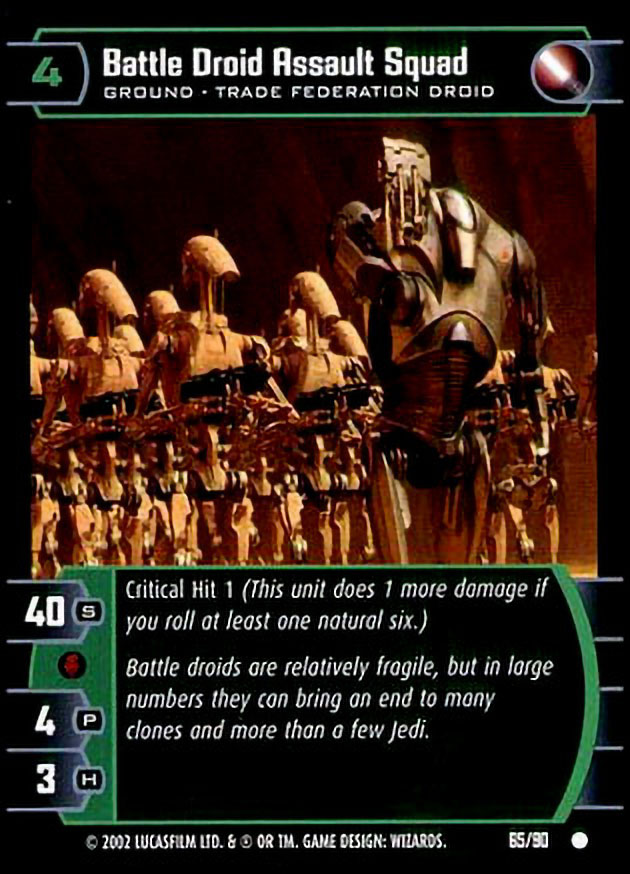 4
Battle Droid Assault Squad
GROUND · TRADE FEDERATION DROID
Critical Hit 1 (This unit does 1 more damage if
you roll at least one natural six.)
Battle droids are relatively fragile, but in large
numbers they can bring an end to many
clones and more than a few Jedi.
40 S
4 P
3 H
© 2002 LUCASFILM LTD. & ® OR TM. GAME DESIGN: WIZARDS.
65/90